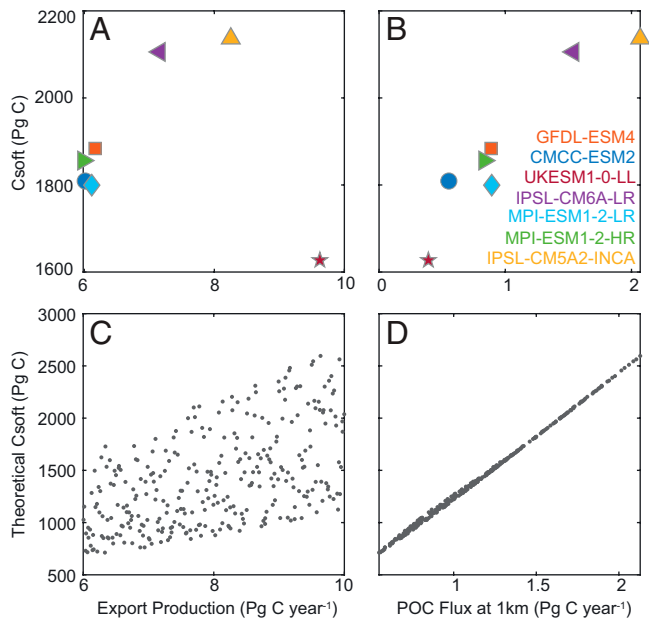 A
B
2200
2000
1800
1600
Csoft (Pg C)
6
8
10
0
1
2
GFDL-ESM4
CMCC-ESM2
UKESM1-0-LL
IPSL-CM6A-LR
MPI-ESM1-2-LR
MPI-ESM1-2-HR
IPSL-CM5A2-INCA
C
D
3000
2500
2000
1500
1000
500
Theoretical Csoft (Pg C)
6
8
10
1
1.5
2
Export Production (Pg C year⁻¹)
POC Flux at 1km (Pg C year⁻¹)